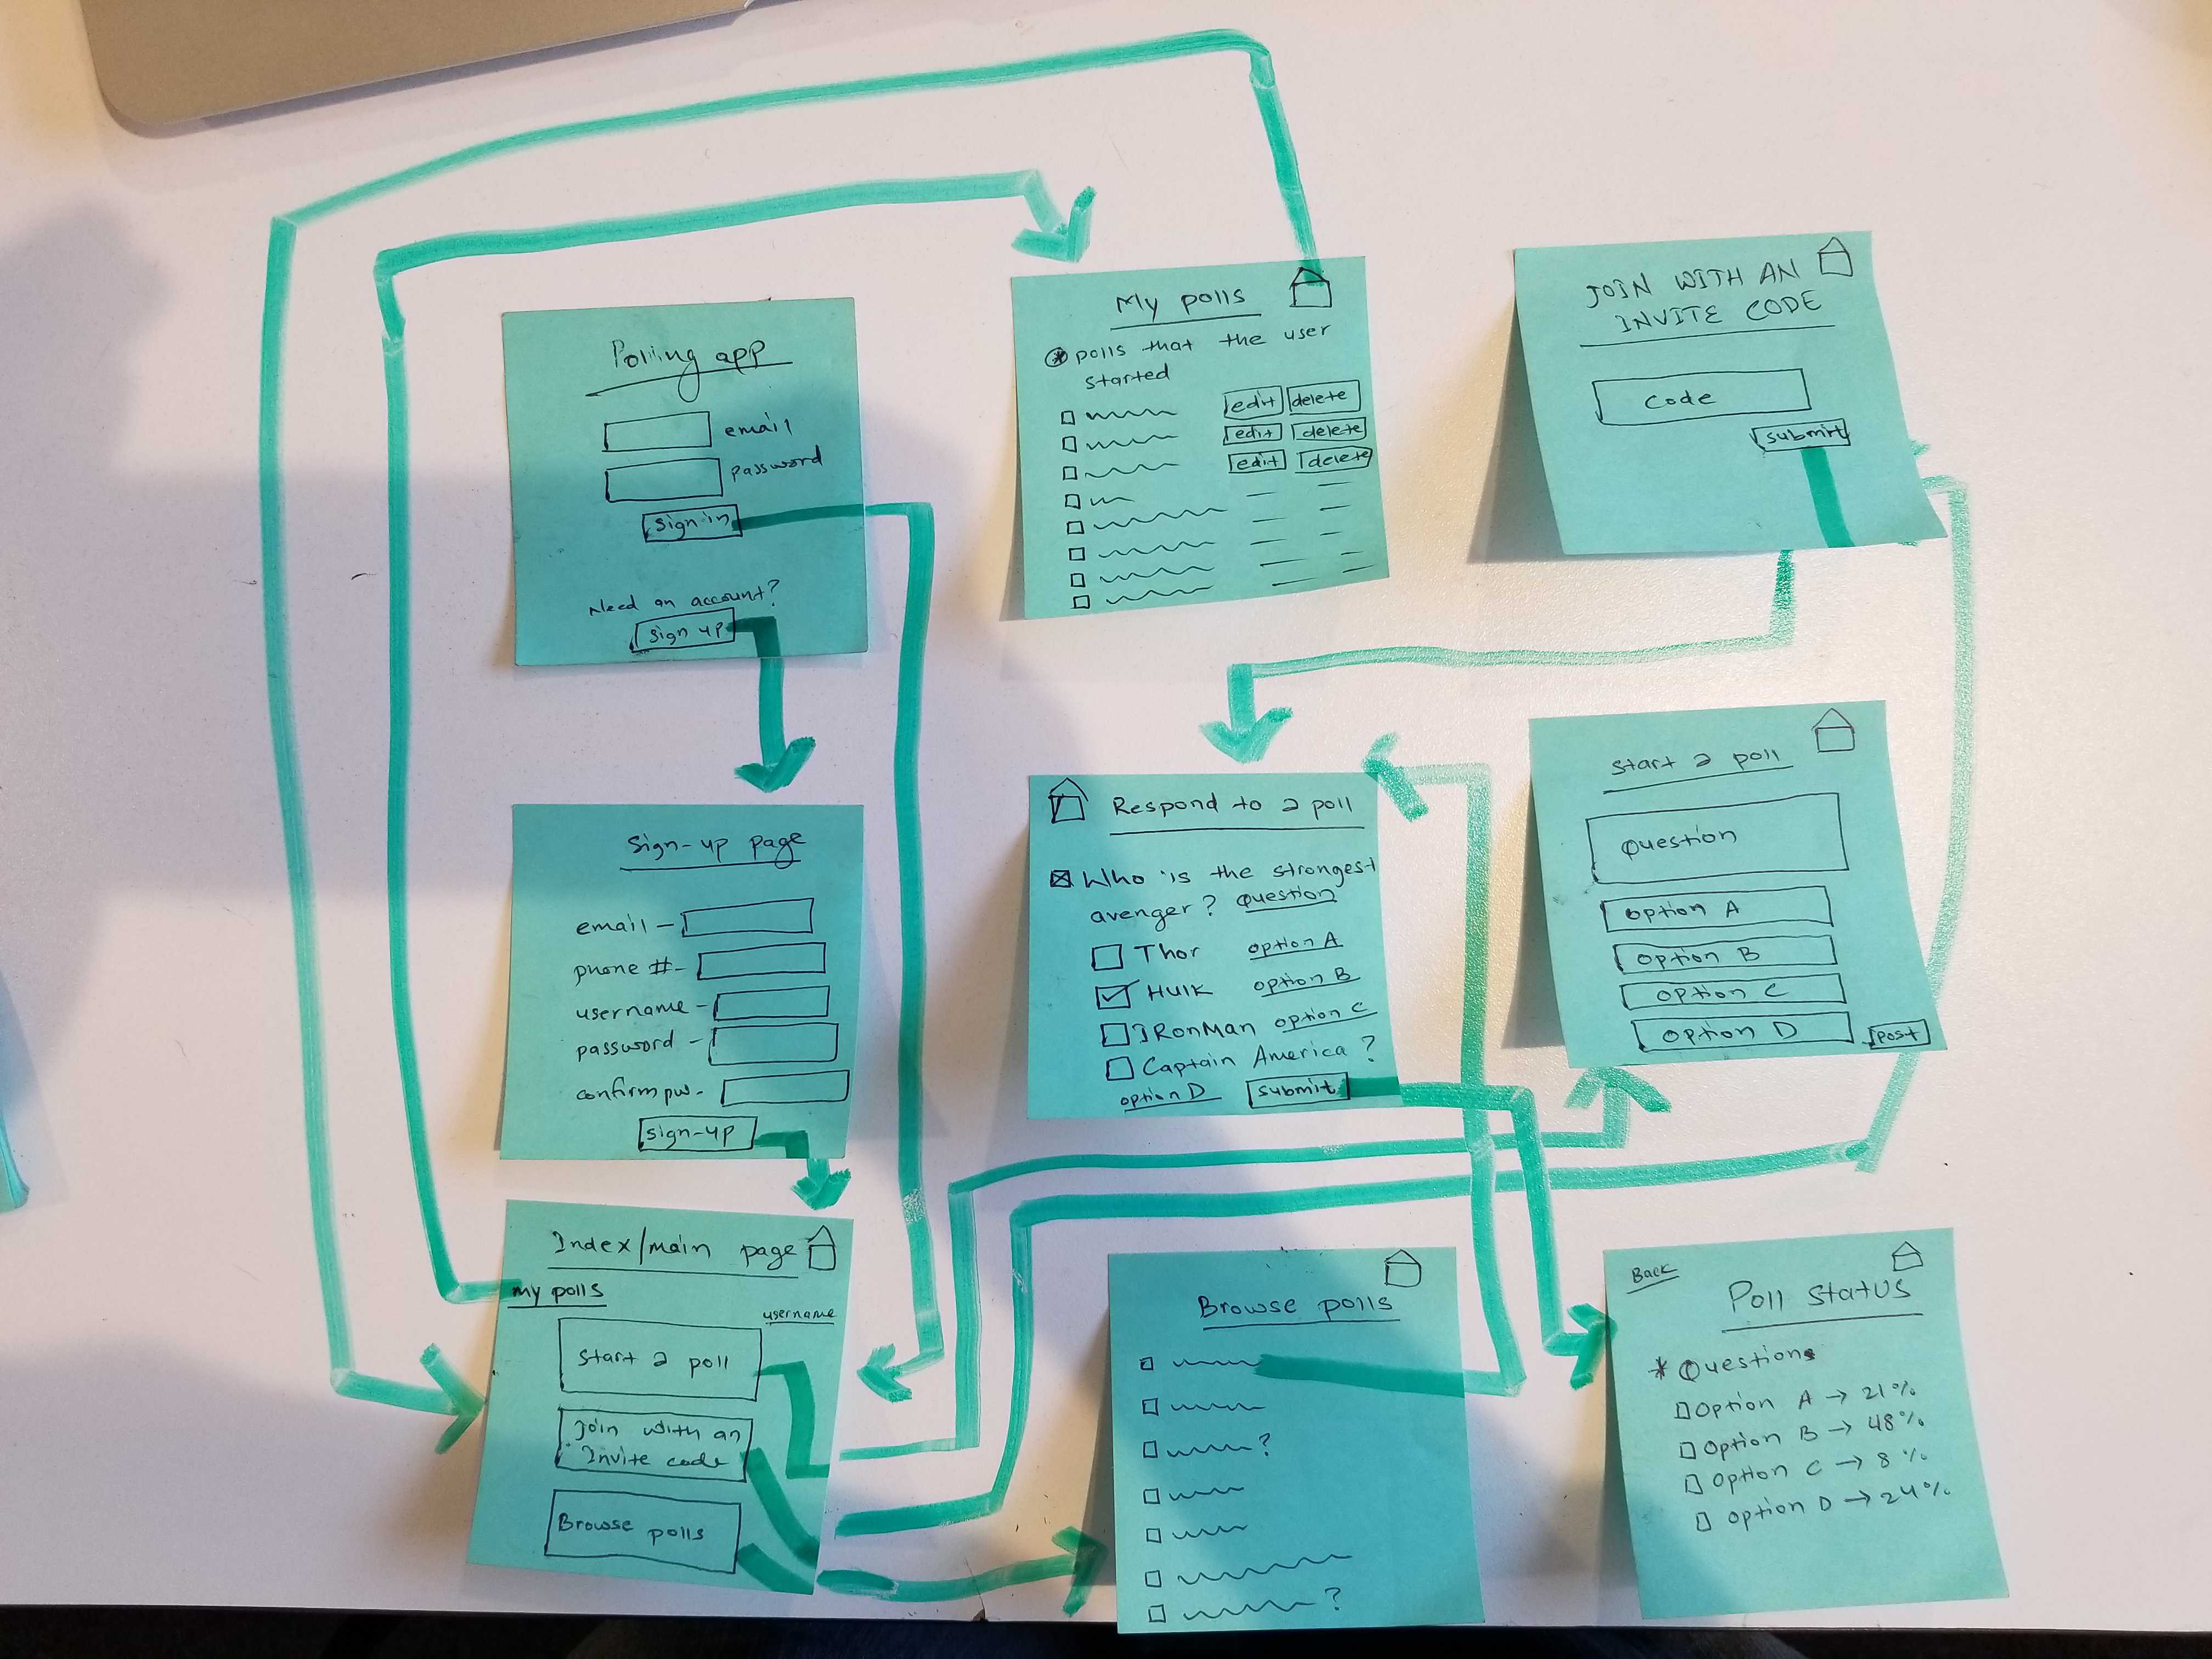 Polling app
email
password
sign-in
Need an account?
sign up
Sign-up page
email -
phone # -
username -
password -
confirm pw.
sign-up
Index/main page
my polls
username
start a poll
Join with an
Invite code
Browse polls
My polls
* polls that the user
started
edit delete
edit delete
edit delete
Respond to a poll
Who is the strongest
avenger? question
Thor option A
Hulk option B
IRonMan option C
Captain America ?
option D submit
Browse polls
?
?
JOIN WITH AN
INVITE CODE
code
submit
start a poll
Question
option A
option B
option C
option D
post
Back
Poll status
* Questions
Option A → 21%
Option B → 48%
Option C → 8%
Option D → 24%